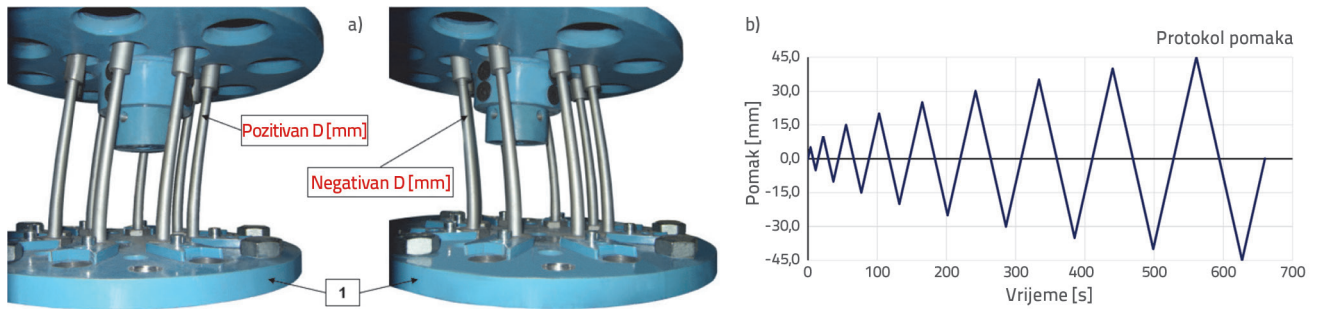 a)
Pozitivan D [mm]
Negativan D [mm]
1
b)
Protokol pomaka
Pomak [mm]
45,0
30,0
15,0
0,0
-15,0
-30,0
-45,0
0 100 200 300 400 500 600 700
Vrijeme [s]